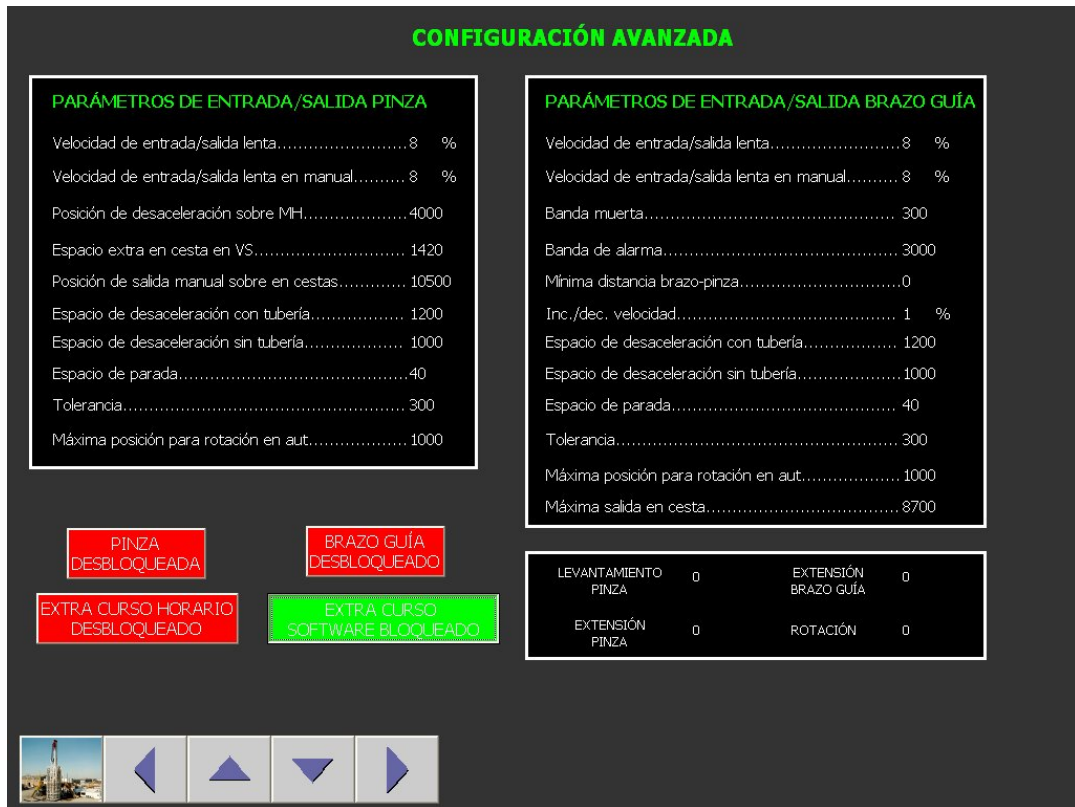 CONFIGURACIÓN AVANZADA
PARÁMETROS DE ENTRADA/SALIDA PINZA
Velocidad de entrada/salida lenta........................8 %
Velocidad de entrada/salida lenta en manual.......... 8 %
Posición de desaceleración sobre MH....................4000
Espacio extra en cesta en VS............................ 1420
Posición de salida manual sobre en cestas............. 10500
Espacio de desaceleración con tubería.................. 1200
Espacio de desaceleración sin tubería................... 1000
Espacio de parada...........................................40
Tolerancia..................................................... 300
Máxima posición para rotación en aut................... 1000
PARÁMETROS DE ENTRADA/SALIDA BRAZO GUÍA
Velocidad de entrada/salida lenta.........................8 %
Velocidad de entrada/salida lenta en manual.......... 8 %
Banda muerta............................................... 300
Banda de alarma............................................ 3000
Mínima distancia brazo-pinza..............................0
Inc./dec. velocidad.......................................... 1 %
Espacio de desaceleración con tubería.................. 1200
Espacio de desaceleración sin tubería....................1000
Espacio de parada.......................................... 40
Tolerancia..................................................... 300
Máxima posición para rotación en aut................... 1000
Máxima salida en cesta.................................... 8700
PINZA
DESBLOQUEADA
BRAZO GUÍA
DESBLOQUEADO
EXTRA CURSO HORARIO
DESBLOQUEADO
EXTRA CURSO
SOFTWARE BLOQUEADO
LEVANTAMIENTO
PINZA
0
EXTENSIÓN
BRAZO GUÍA
0
EXTENSIÓN
PINZA
0
ROTACIÓN
0